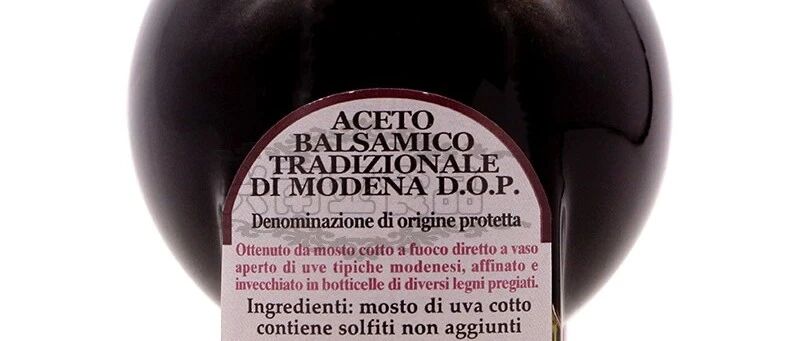 ACETO
BALSAMICO
TRADIZIONALE
DI MODENA D.O.P.
Denominazione di origine protetta
Ottenuto da mosto cotto a fuoco diretto a vaso
aperto di uve tipiche modenesi, affinato e
invecchiato in botticelle di diversi legni pregiati.
Ingredienti: mosto di uva cotto
contiene solfiti non aggiunti